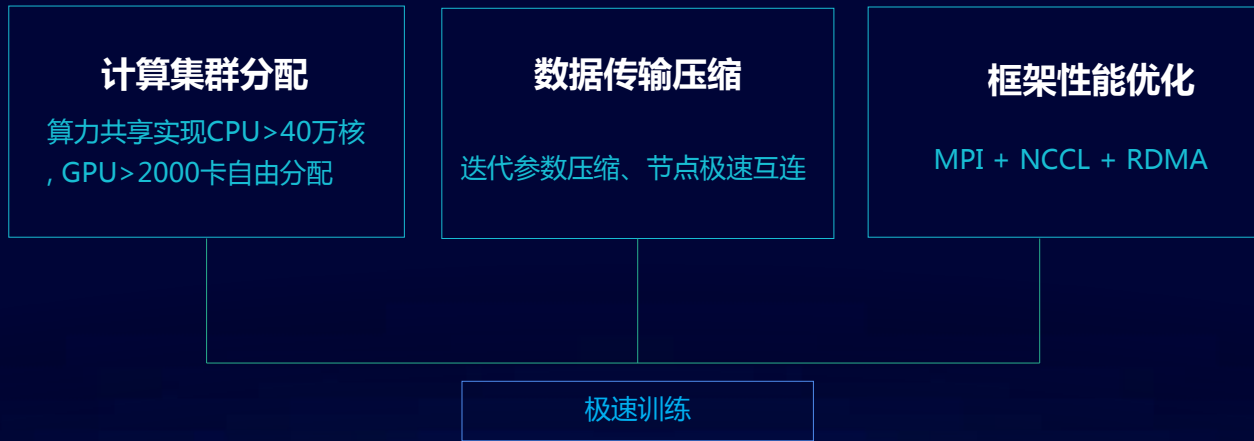 计算集群分配
算力共享实现CPU>40万核
, GPU>2000卡自由分配
数据传输压缩
迭代参数压缩、节点极速互连
框架性能优化
MPI + NCCL + RDMA
极速训练